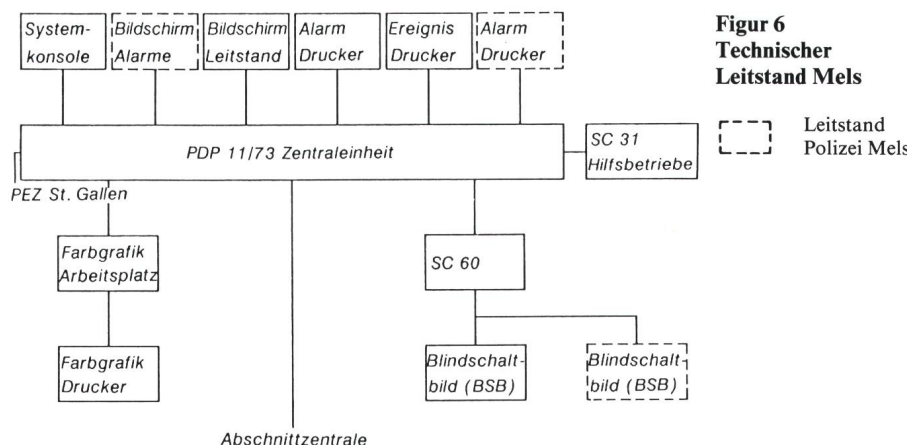 System-
konsole
Bildschirm
Alarme
Bildschirm
Leitstand
Alarm
Drucker
Ereignis
Drucker
Alarm
Drucker
Figur 6
Technischer
Leitstand Mels
Leitstand
Polizei Mels
PDP 11/73 Zentraleinheit
SC 31
Hilfsbetriebe
PEZ St. Gallen
Farbgrafik
Arbeitsplatz
SC 60
Farbgrafik
Drucker
Blindschalt-
bild (BSB)
Blindschalt-
bild (BSB)
Abschnittzentrale